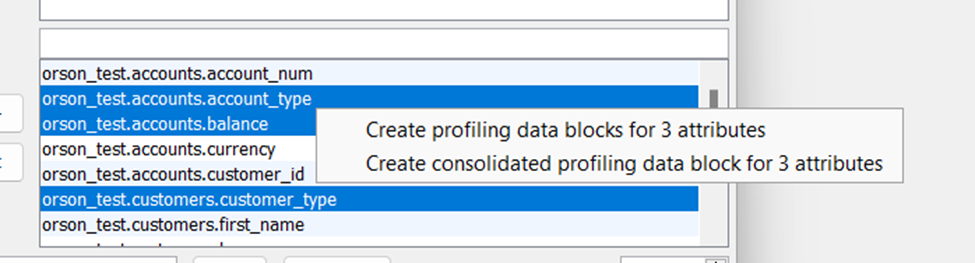 orson_test.accounts.account_num
orson_test.accounts.account_type
orson_test.accounts.balance
Create profiling data blocks for 3 attributes
orson_test.accounts.currency
Create consolidated profiling data block for 3 attributes
orson_test.accounts.customer_id
orson_test.customers.customer_type
orson_test.customers.first_name